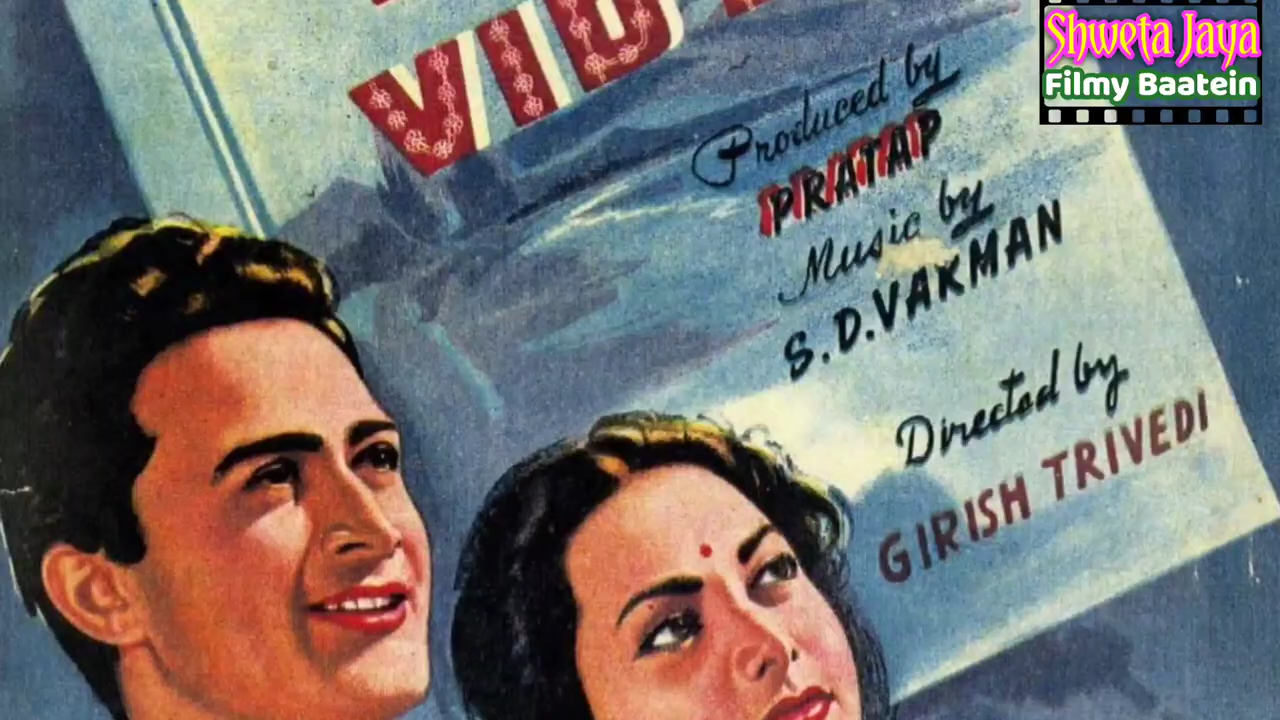 Shweta Jaya
Filmy Baatein
VID
Produced by
PRATAP
Music by
S.D.VAKMAN
Directed by
GIRISH TRIVEDI